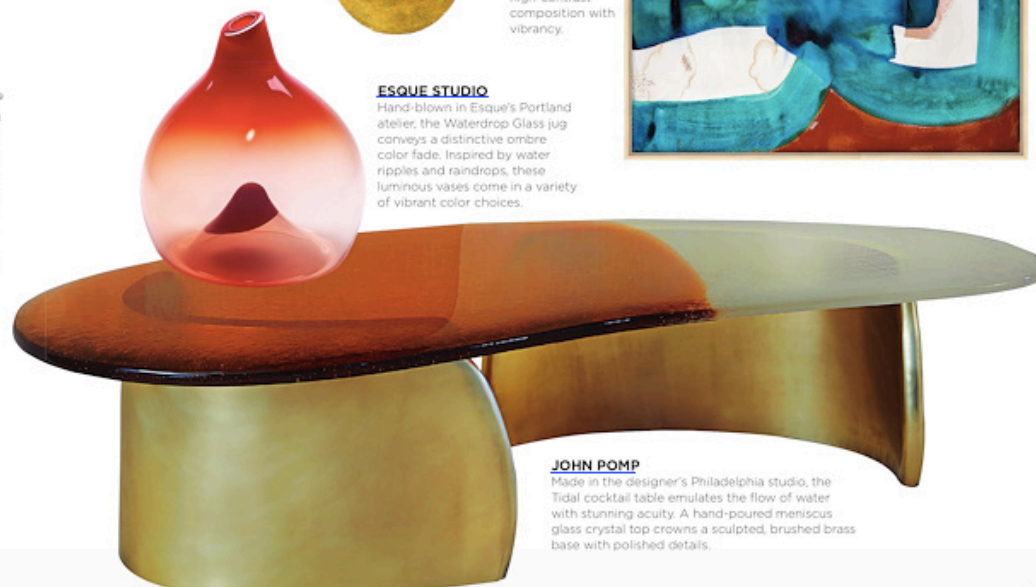 high-contrast
composition with
vibrancy.
ESQUE STUDIO
Hand-blown in Esque's Portland
atelier, the Waterdrop Glass jug
conveys a distinctive ombre
color fade. Inspired by water
ripples and raindrops, these
luminous vases come in a variety
of vibrant color choices.
JOHN POMP
Made in the designer's Philadelphia studio, the
Tidal cocktail table emulates the flow of water
with stunning acuity. A hand-poured meniscus
glass crystal top crowns a sculpted, brushed brass
base with polished details.